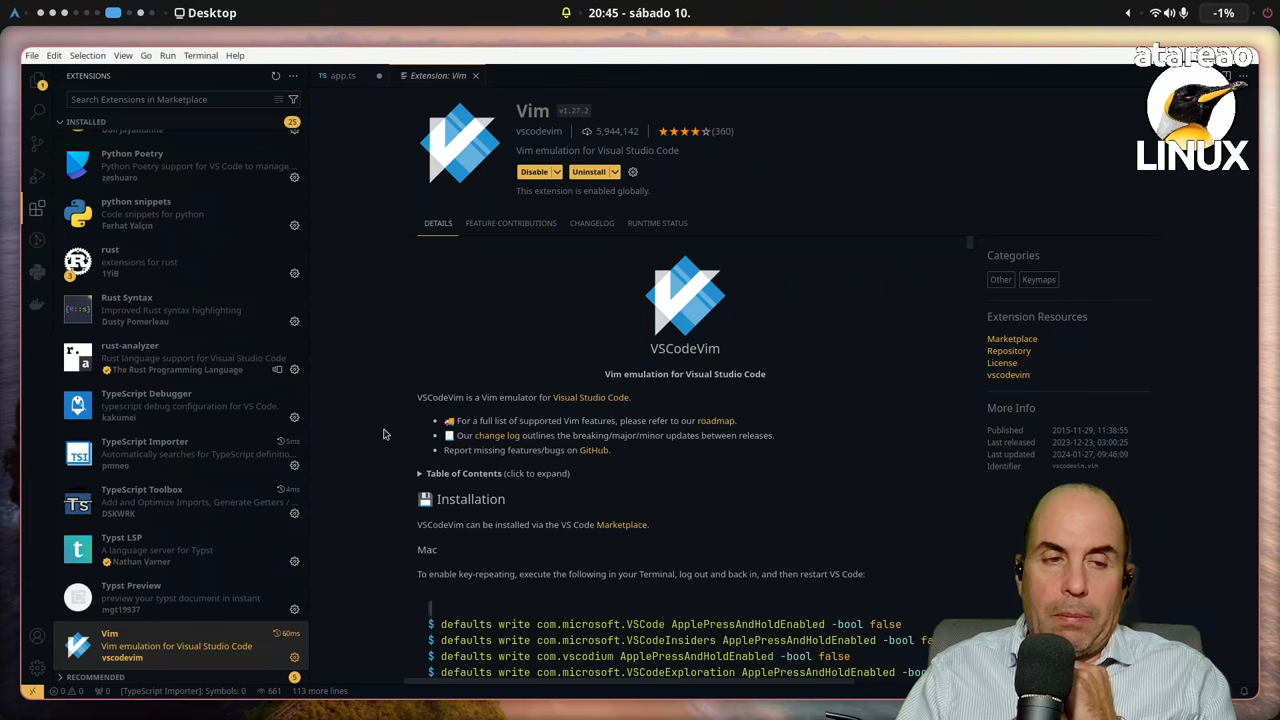 Desktop
20:45 - sábado 10.
-1%
File Edit Selection View Go Run Terminal Help
atareao
LINUX
EXTENSIONS
Search Extensions in Marketplace
INSTALLED 25
Python Poetry
Python Poetry support for VS Code to manage ...
zeshuaro
python snippets
Code snippets for python
Ferhat Yalçın
rust
extensions for rust
1YiB
3
Rust Syntax
Improved Rust syntax highlighting
Dusty Pomerleau
rust-analyzer
Rust language support for Visual Studio Code
The Rust Programming Language
TypeScript Debugger
typescript debug configuration for VS Code.
kakumei
TypeScript Importer 5ms
Automatically searches for TypeScript definitio...
pmneo
TypeScript Toolbox 4ms
Add and Optimize Imports, Generate Getters / ...
DSKWRK
Typst LSP
A language server for Typst
Nathan Varner
Typst Preview
preview your typst document in instant
mgt19937
Vim 60ms
Vim emulation for Visual Studio Code
vscodevim
RECOMMENDED 5
TS app.ts
Extension: Vim
Vim v1.27.2
vscodevim 5,944,142 (360)
Vim emulation for Visual Studio Code
Disable Uninstall
This extension is enabled globally.
DETAILS FEATURE CONTRIBUTIONS CHANGELOG RUNTIME STATUS
VSCodeVim
Vim emulation for Visual Studio Code
VSCodeVim is a Vim emulator for Visual Studio Code.
For a full list of supported Vim features, please refer to our roadmap.
Our change log outlines the breaking/major/minor updates between releases.
Report missing features/bugs on GitHub.
Table of Contents (click to expand)
Installation
VSCodeVim can be installed via the VS Code Marketplace.
Mac
To enable key-repeating, execute the following in your Terminal, log out and back in, and then restart VS Code:
$ defaults write com.microsoft.VSCode ApplePressAndHoldEnabled -bool false
$ defaults write com.microsoft.VSCodeInsiders ApplePressAndHoldEnabled -bool fa
$ defaults write com.vscodium ApplePressAndHoldEnabled -bool false
$ defaults write com.microsoft.VSCodeExploration ApplePressAndHoldEnabled -boo
Categories
Other Keymaps
Extension Resources
Marketplace
Repository
License
vscodevim
More Info
Published 2015-11-29, 11:38:55
Last released 2023-12-23, 03:00:25
Last updated 2024-01-27, 09:46:09
Identifier vscodevim.vim
0 0 0 [TypeScript Importer]: Symbols: 0 661 113 more lines